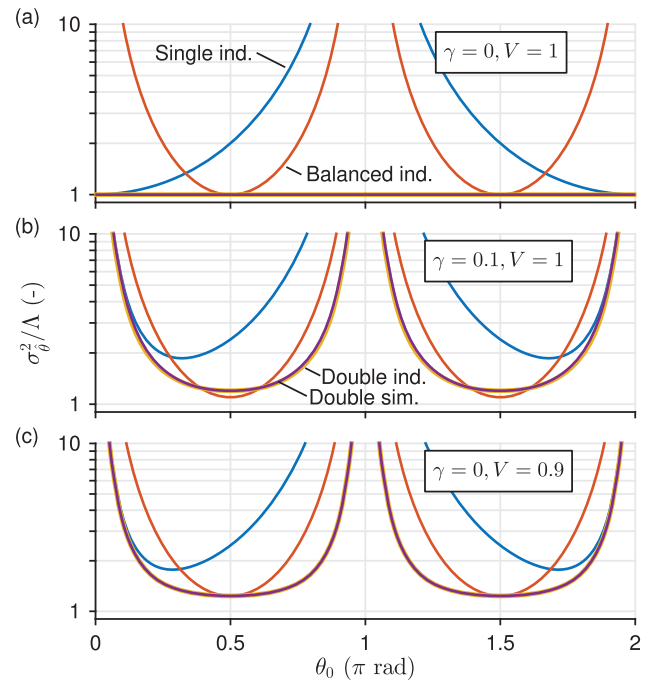 (a)
10
1
Single ind.
Balanced ind.
γ = 0, V = 1
(b)
10
1
γ = 0.1, V = 1
Double ind.
Double sim.
σ²_θ̂/Λ (-)
(c)
10
1
γ = 0, V = 0.9
0 0.5 1 1.5 2
θ₀ (π rad)